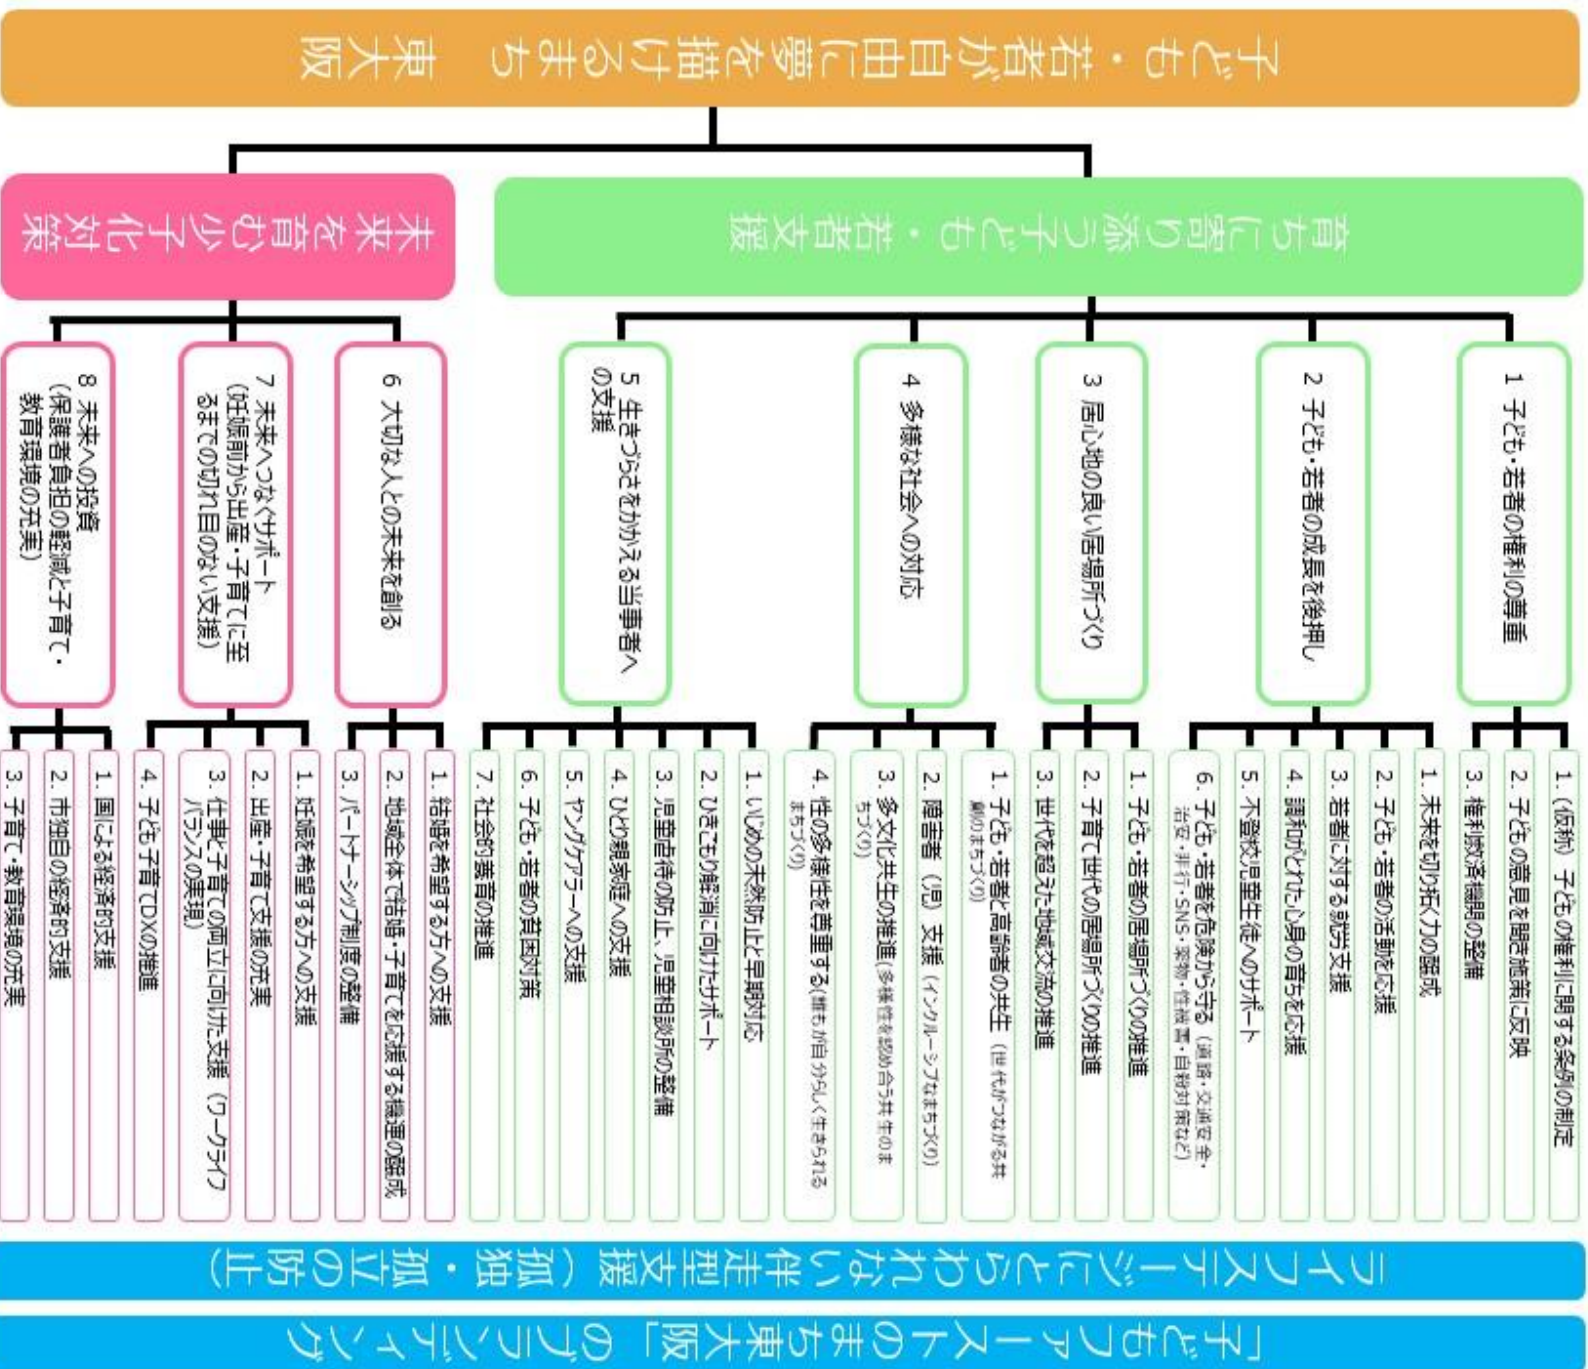 子ども・若者が自由に夢を描けるまち　東大阪
育ちに寄り添う子ども・若者支援
1 子ども・若者の権利の尊重
1. (仮称) 子どもの権利に関する条例の制定
2. 子どもの意見を聞き施策に反映
3. 権利救済機関の整備
2 子ども・若者の成長を後押し
1. 未来を切り拓く力の醸成
2. 子ども・若者の活動を応援
3. 若者に対する就労支援
4. 調和がとれた心身の育ちを応援
5. 不登校児童生徒へのサポート
6. 子ども・若者を危険から守る (道路・交通安全・
治安・非行・SNS・薬物・性被害・自殺対策など)
3 居心地の良い居場所づくり
1. 子ども・若者の居場所づくりの推進
2. 子育て世代の居場所づくりの推進
3. 世代を超えた地域交流の推進
4 多様な社会への対応
1. 子ども・若者と高齢者の共生 (世代がつながる共
創のまちづくり)
2. 障害者 (児) 支援 (インクルーシブなまちづくり)
3. 多文化共生の推進(多様性を認め合う共生のま
ちづくり)
4. 性の多様性を尊重する(誰もが自分らしく生きられる
まちづくり)
5 生きづらさをかかえる当事者へ
の支援
1. いじめの未然防止と早期対応
2. ひきこもり解消に向けたサポート
3. 児童虐待の防止、児童相談所の整備
4. ひとり親家庭への支援
5. ヤングケアラーへの支援
6. 子ども・若者の貧困対策
7. 社会的養育の推進
未来を育む少子化対策
6 大切な人との未来を創る
1. 結婚を希望する方への支援
2. 地域全体で結婚・子育てを応援する機運の醸成
3. パートナーシップ制度の整備
7 未来へつなぐサポート
(妊娠前から出産・子育てに至
るまでの切れ目のない支援)
1. 妊娠を希望する方への支援
2. 出産・子育て支援の充実
3. 仕事と子育ての両立に向けた支援 (ワークライフ
バランスの実現)
4. 子ども子育てDXの推進
8 未来への投資
(保護者負担の軽減と子育て・
教育環境の充実)
1. 国による経済的支援
2. 市独自の経済的支援
3. 子育て・教育環境の充実
ライフステージにとらわれない伴走型支援（孤独・孤立の防止）
「子どもファーストのまち東大阪」のブランディング